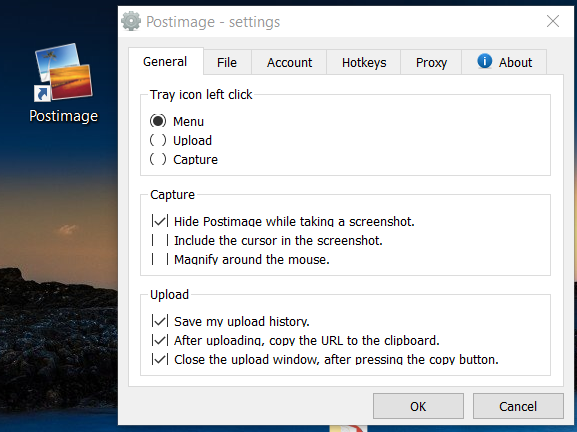 Postimage - settings
Postimage
General File Account Hotkeys Proxy About
Tray icon left click
Menu
Upload
Capture
Capture
Hide Postimage while taking a screenshot.
Include the cursor in the screenshot.
Magnify around the mouse.
Upload
Save my upload history.
After uploading, copy the URL to the clipboard.
Close the upload window, after pressing the copy button.
OK Cancel